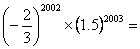 (-2/3)^2002 × (1.5)^2003 =